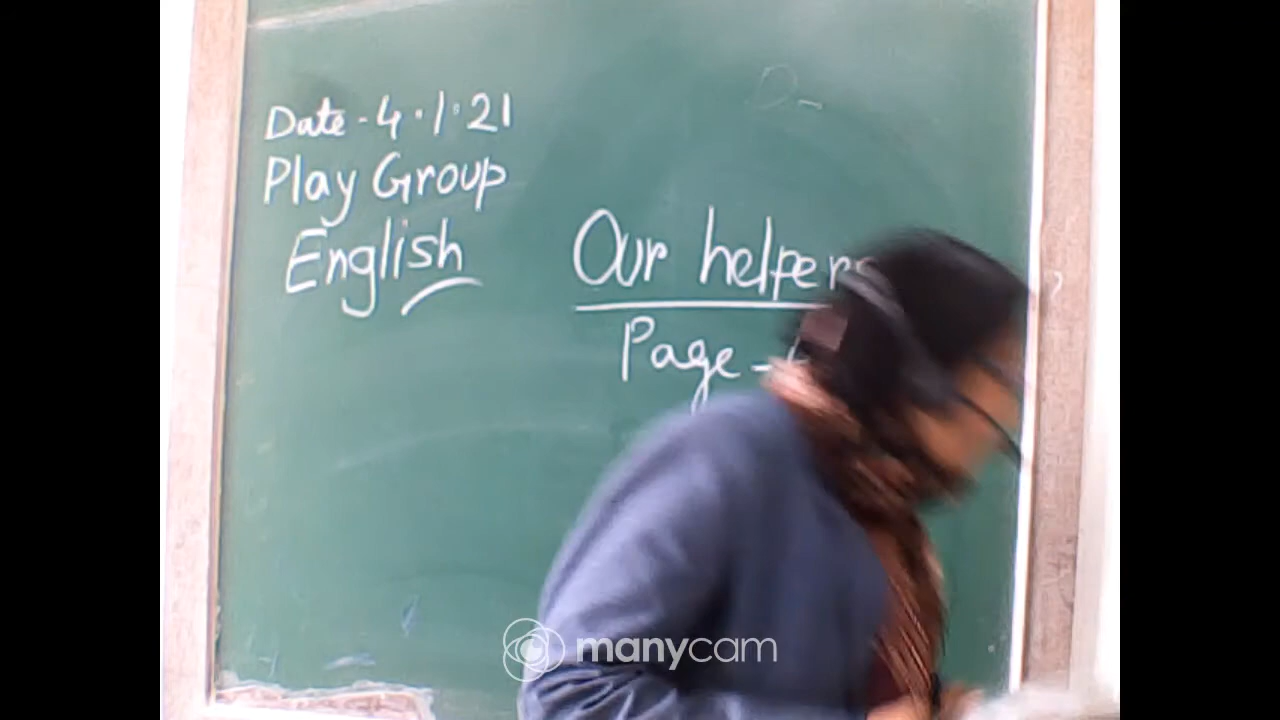 Date - 4.1.21
Play Group
English
Our helpers
Page -
manycam